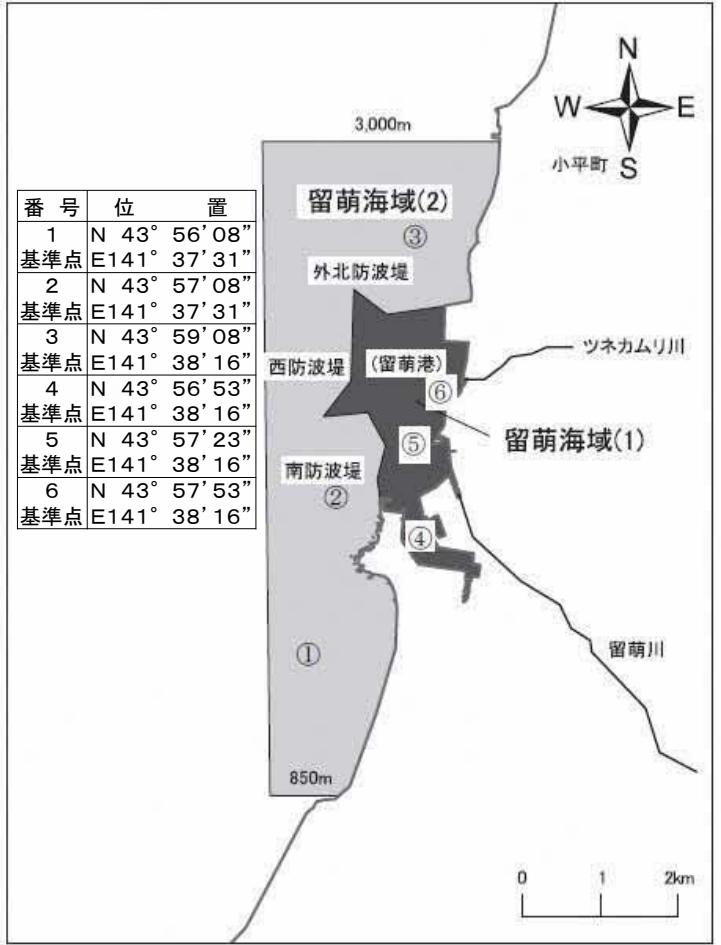 N
W E
S
小平町
3,000m
留萌海域(2)
③
外北防波堤
番 号 位 置
1 N 43° 56’08”
基準点 E141° 37’31”
2 N 43° 57’08”
基準点 E141° 37’31”
3 N 43° 59’08”
基準点 E141° 38’16”
4 N 43° 56’53”
基準点 E141° 38’16”
5 N 43° 57’23”
基準点 E141° 38’16”
6 N 43° 57’53”
基準点 E141° 38’16”
ツネカムリ川
西防波堤
(留萌港)
⑥
留萌海域(1)
⑤
南防波堤
②
④
①
留萌川
850m
0 1 2km